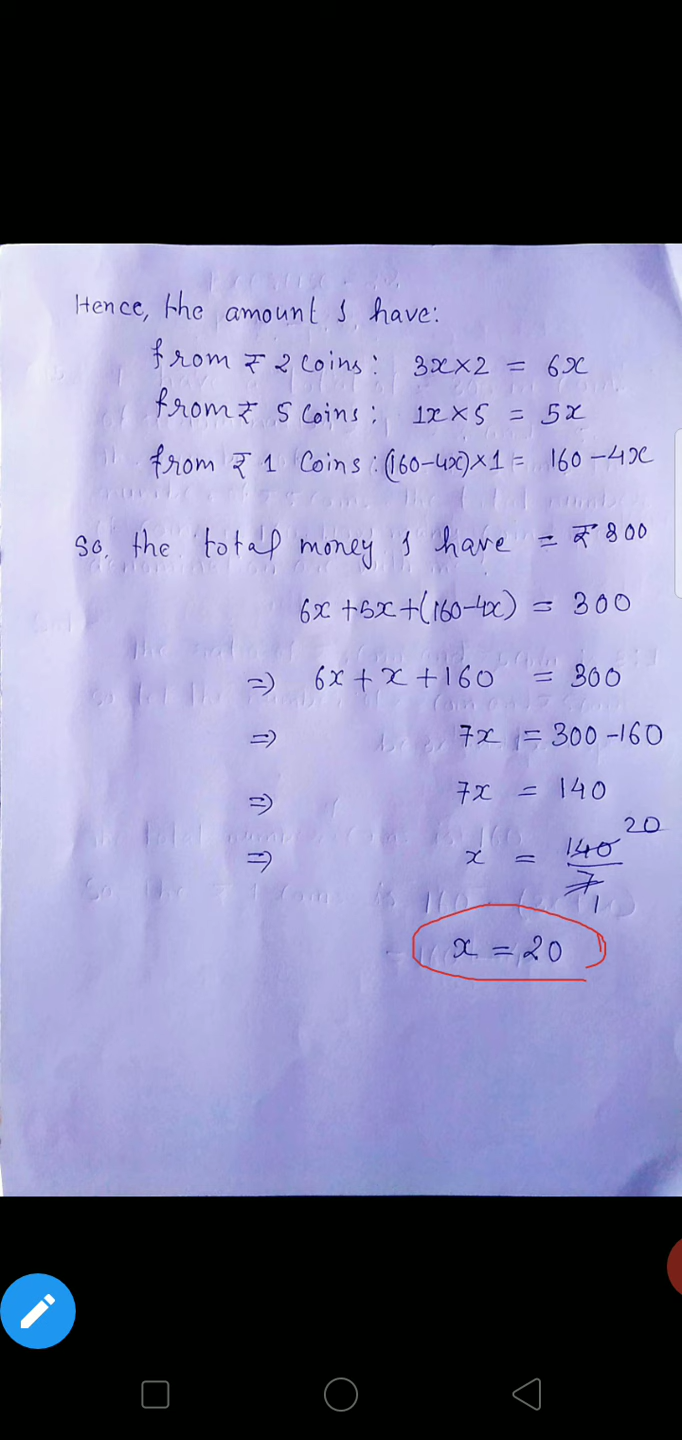 Hence, the amount I have:
from ₹ 2 Coins: 3x×2 = 6x
from ₹ 5 Coins: 1x×5 = 5x
from ₹ 1 Coins: (160-4x)×1= 160-4x
So, the total money I have = ₹ 300
6x+5x+(160-4x) = 300
⇒ 6x+x+160 = 300
⇒ 7x = 300-160
⇒ 7x = 140
⇒ x = 140/7 20 1
x = 20